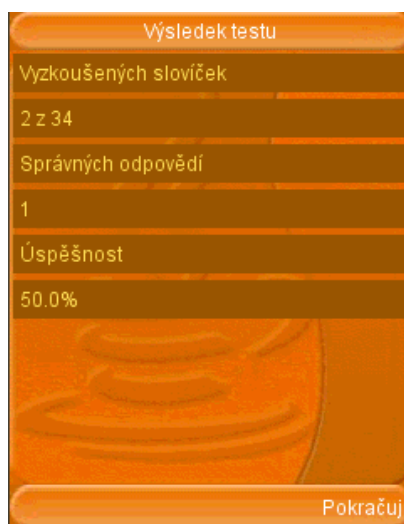 Výsledek testu
Vyzkoušených slovíček
2 z 34
Správných odpovědí
1
Úspěšnost
50.0%
Pokračuj